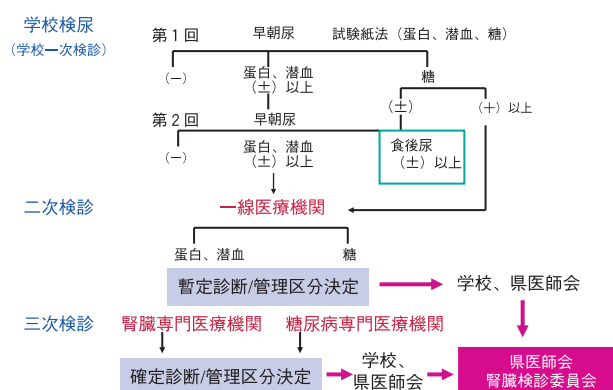 学校検尿
(学校一次検診)
第1回
早朝尿
試験紙法(蛋白、潜血、糖)
(ー)
蛋白、潜血
(±)以上
糖
(±)
(+)以上
第2回
早朝尿
(ー)
蛋白、潜血
(±)以上
食後尿
(±)以上
二次検診
一線医療機関
蛋白、潜血
糖
暫定診断/管理区分決定
学校、県医師会
三次検診
腎臓専門医療機関
糖尿病専門医療機関
確定診断/管理区分決定
学校、
県医師会
県医師会
腎臓検診委員会